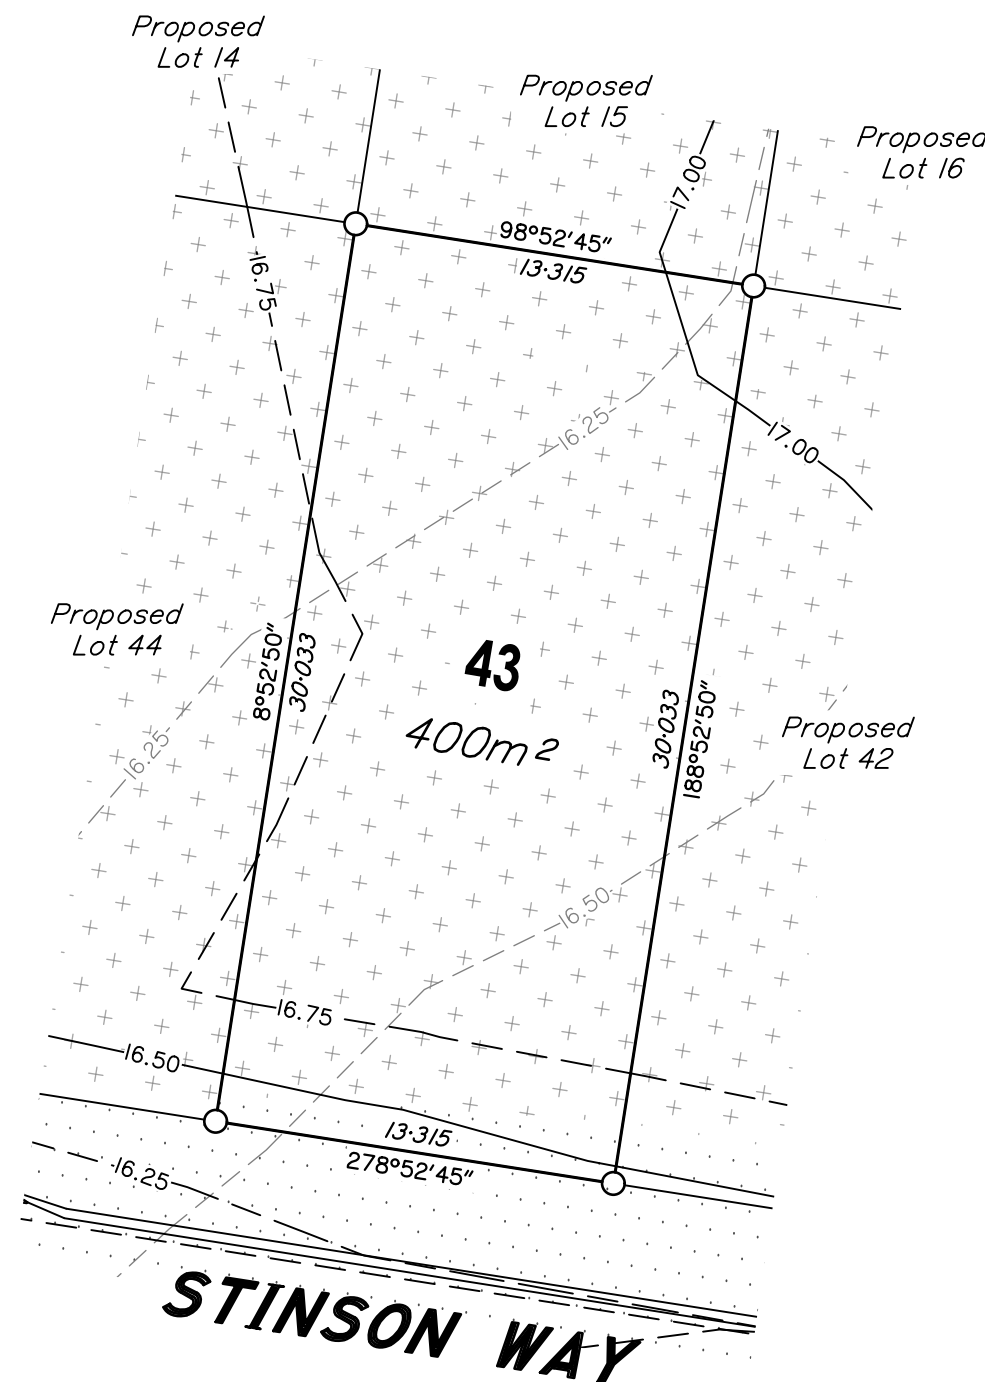 Proposed
Lot 14
Proposed
Lot 15
Proposed
Lot 16
17.00
98°52'45"
13·315
16.75
16.25
17.00
Proposed
Lot 44
8°52'50"
30·033
43
400m²
30·033
188°52'50"
Proposed
Lot 42
16.25
16.50
16.75
16.50
13·315
278°52'45"
16.25
STINSON WAY